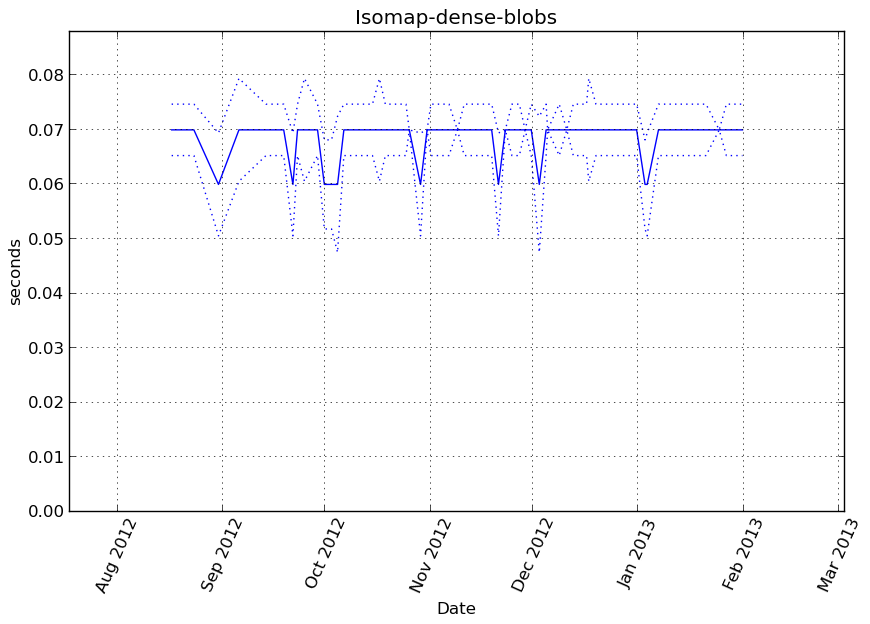 Isomap-dense-blobs
0.08
0.07
0.06
0.05
0.04
0.03
0.02
0.01
0.00
seconds
Aug 2012
Sep 2012
Oct 2012
Nov 2012
Dec 2012
Jan 2013
Feb 2013
Mar 2013
Date